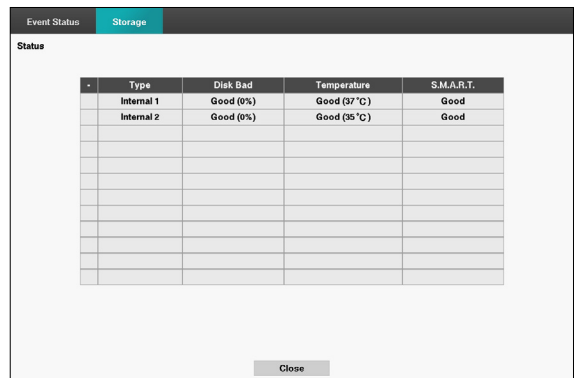 Event Status Storage
Status
- Type Disk Bad Temperature S.M.A.R.T.
Internal 1 Good (0%) Good (37°C) Good
Internal 2 Good (0%) Good (35°C) Good
Close